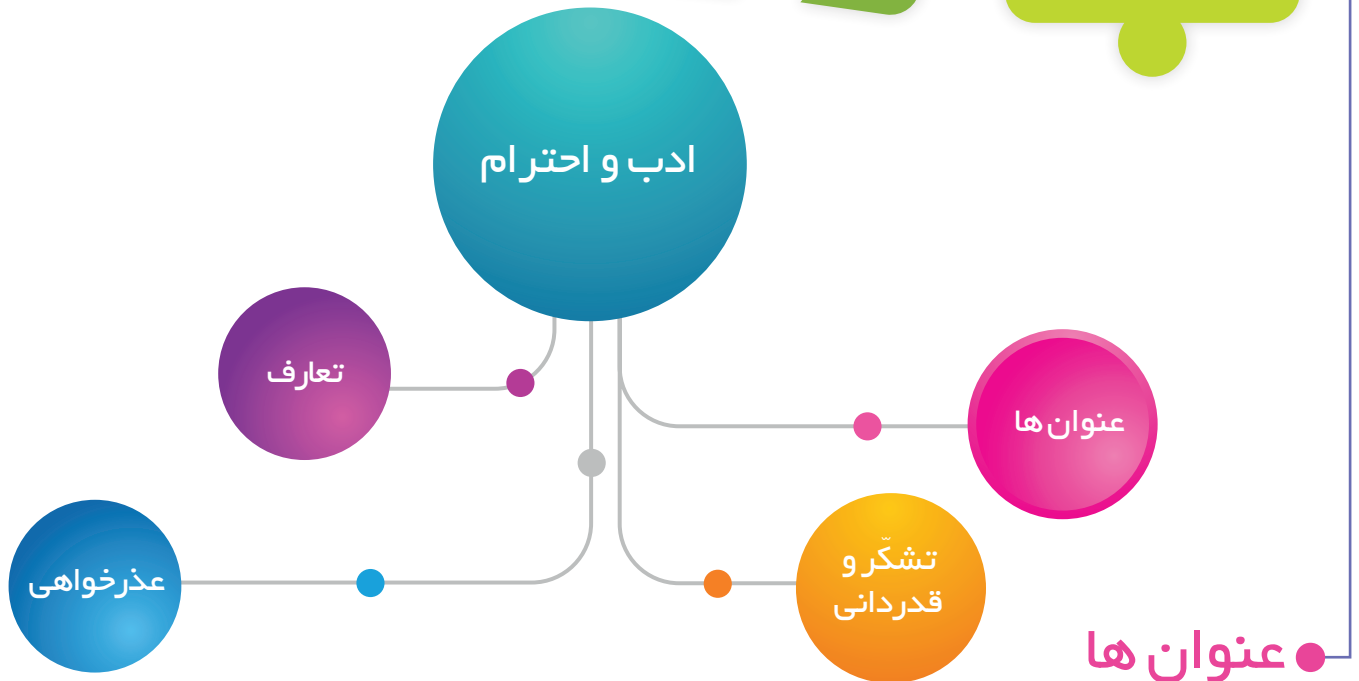 ادب و احترام
تعارف
عنوان ها
تشکّر و
قدردانی
عذرخواهی
عنوان ها